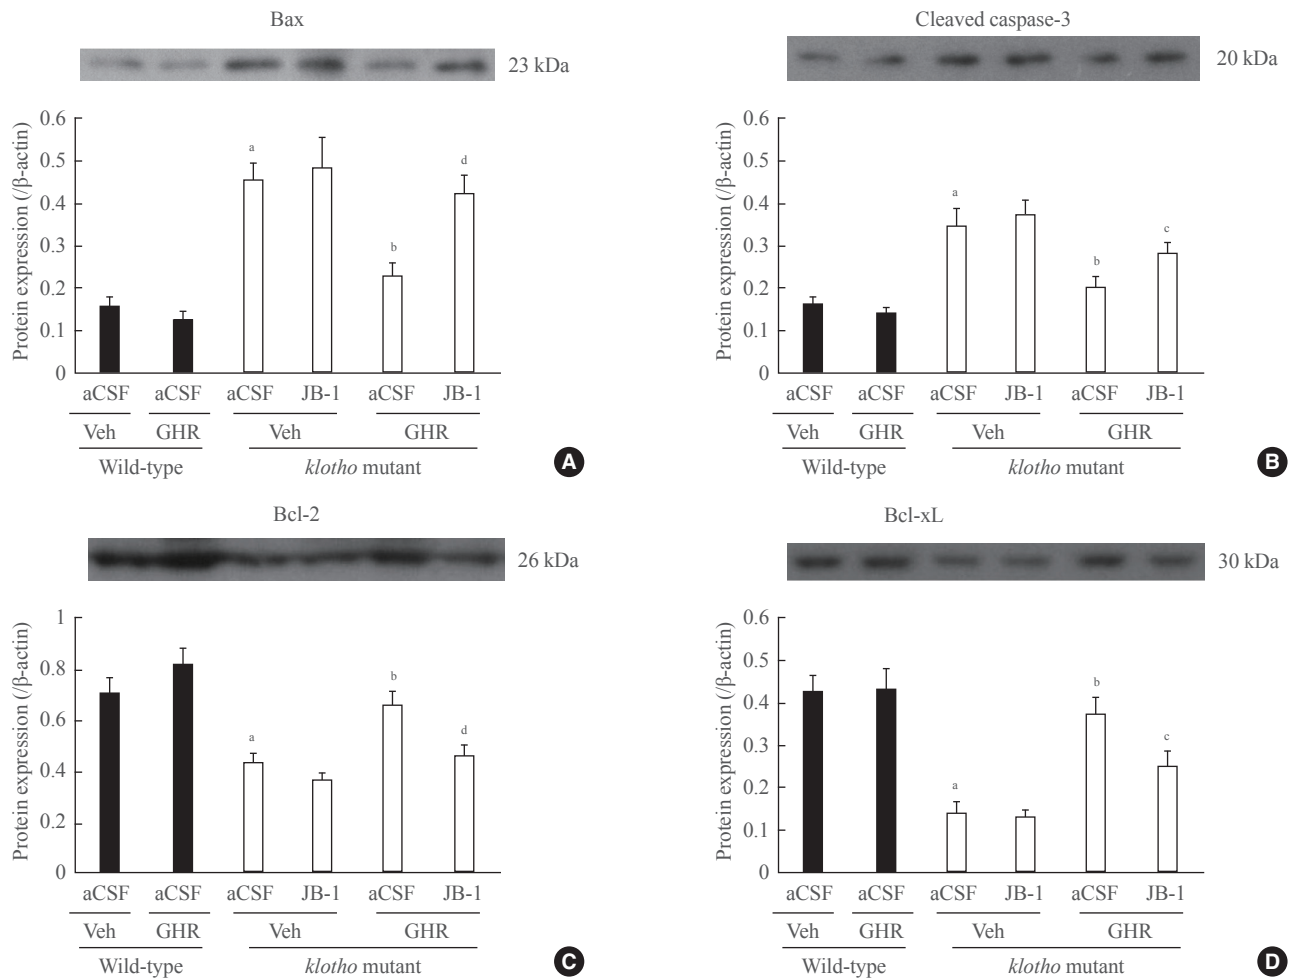 Bax
23 kDa
Protein expression (/β-actin)
0.6
0.5
0.4
0.3
0.2
0.1
0
a
b
d
aCSF aCSF aCSF JB-1 aCSF JB-1
Veh GHR Veh GHR
Wild-type klotho mutant
A
Cleaved caspase-3
20 kDa
Protein expression (/β-actin)
0.6
0.5
0.4
0.3
0.2
0.1
0
a
b
c
aCSF aCSF aCSF JB-1 aCSF JB-1
Veh GHR Veh GHR
Wild-type klotho mutant
B
Bcl-2
26 kDa
Protein expression (/β-actin)
1
0.8
0.6
0.4
0.2
0
a
b
d
aCSF aCSF aCSF JB-1 aCSF JB-1
Veh GHR Veh GHR
Wild-type klotho mutant
C
Bcl-xL
30 kDa
Protein expression (/β-actin)
0.6
0.5
0.4
0.3
0.2
0.1
0
a
b
c
aCSF aCSF aCSF JB-1 aCSF JB-1
Veh GHR Veh GHR
Wild-type klotho mutant
D